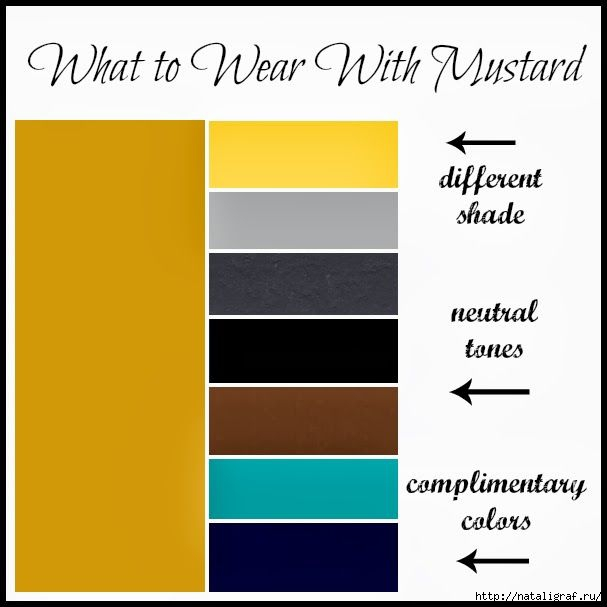 What to Wear With Mustard
different
shade
neutral
tones
complimentary
colors
http://nataligraf.ru/